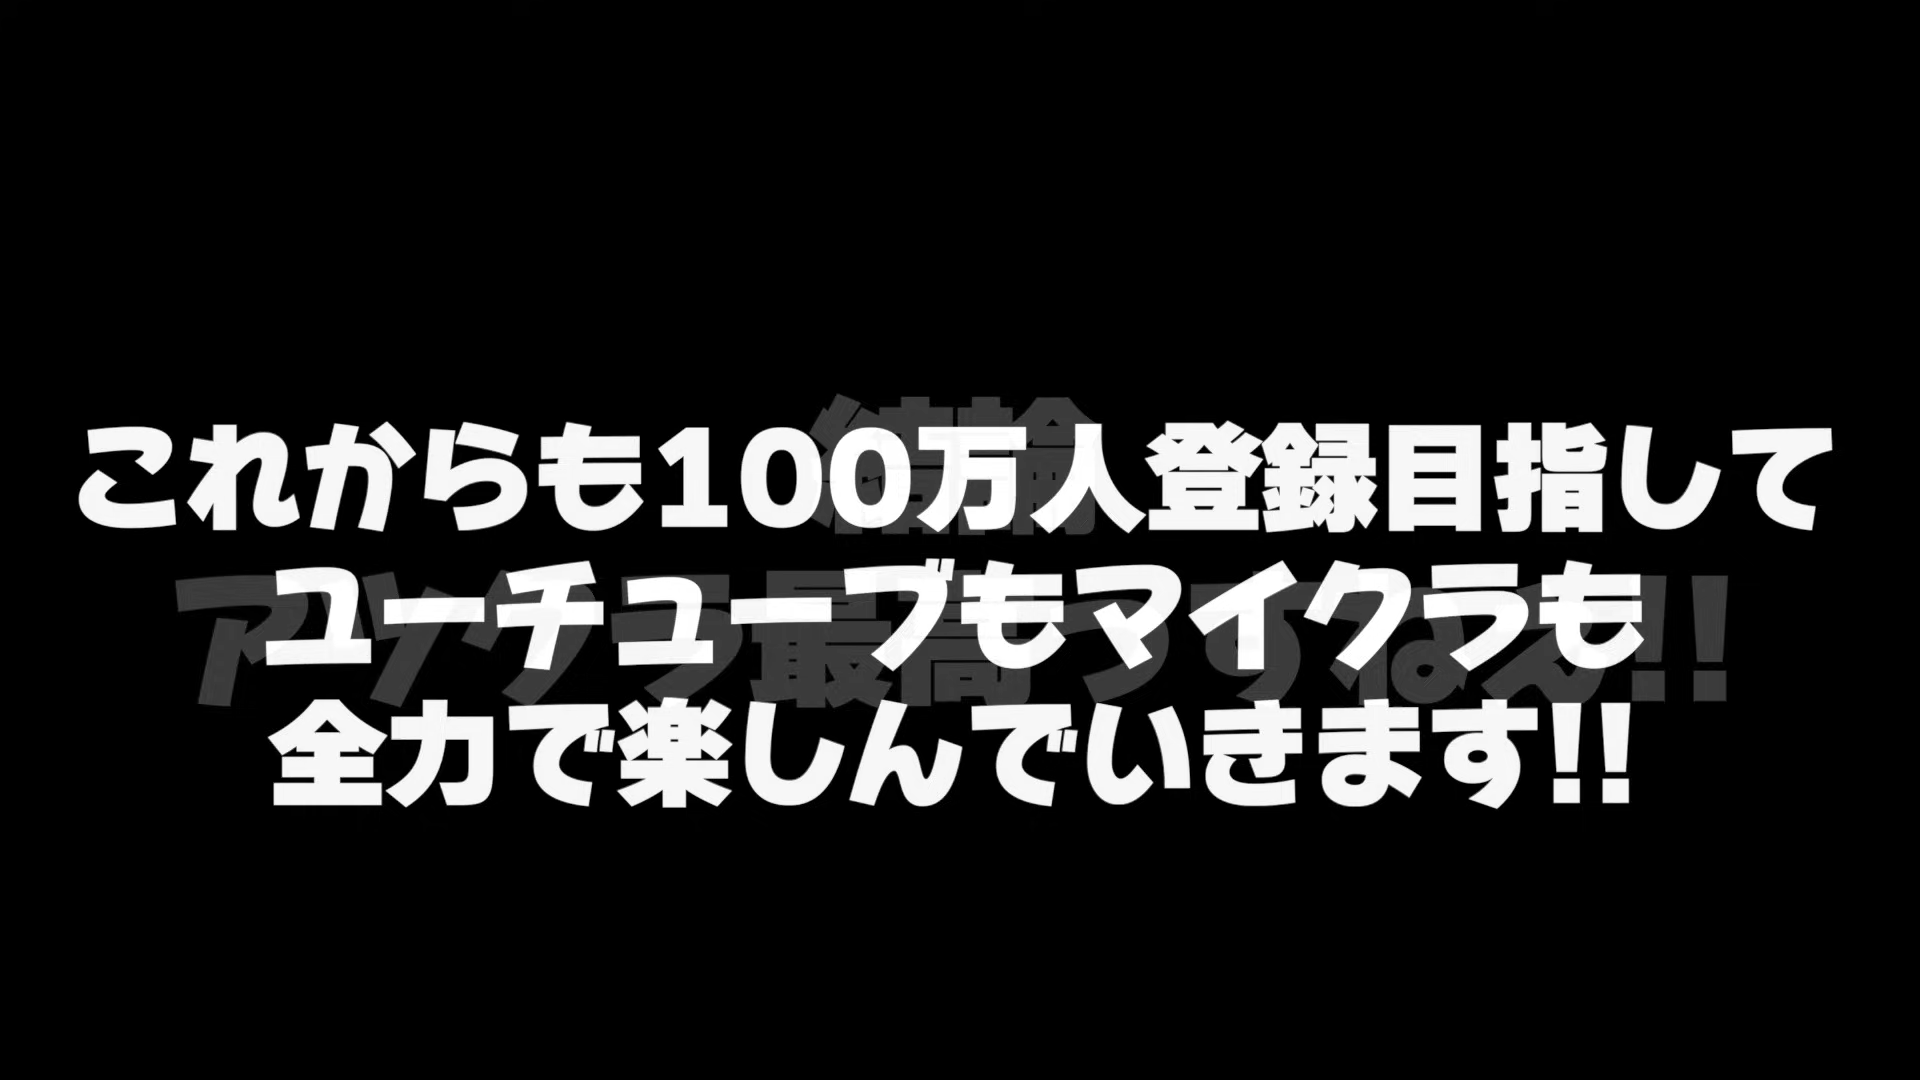 結論
これからも100万人登録目指して
ユーチューブもマイクラも
全力で楽しんでいきます!!